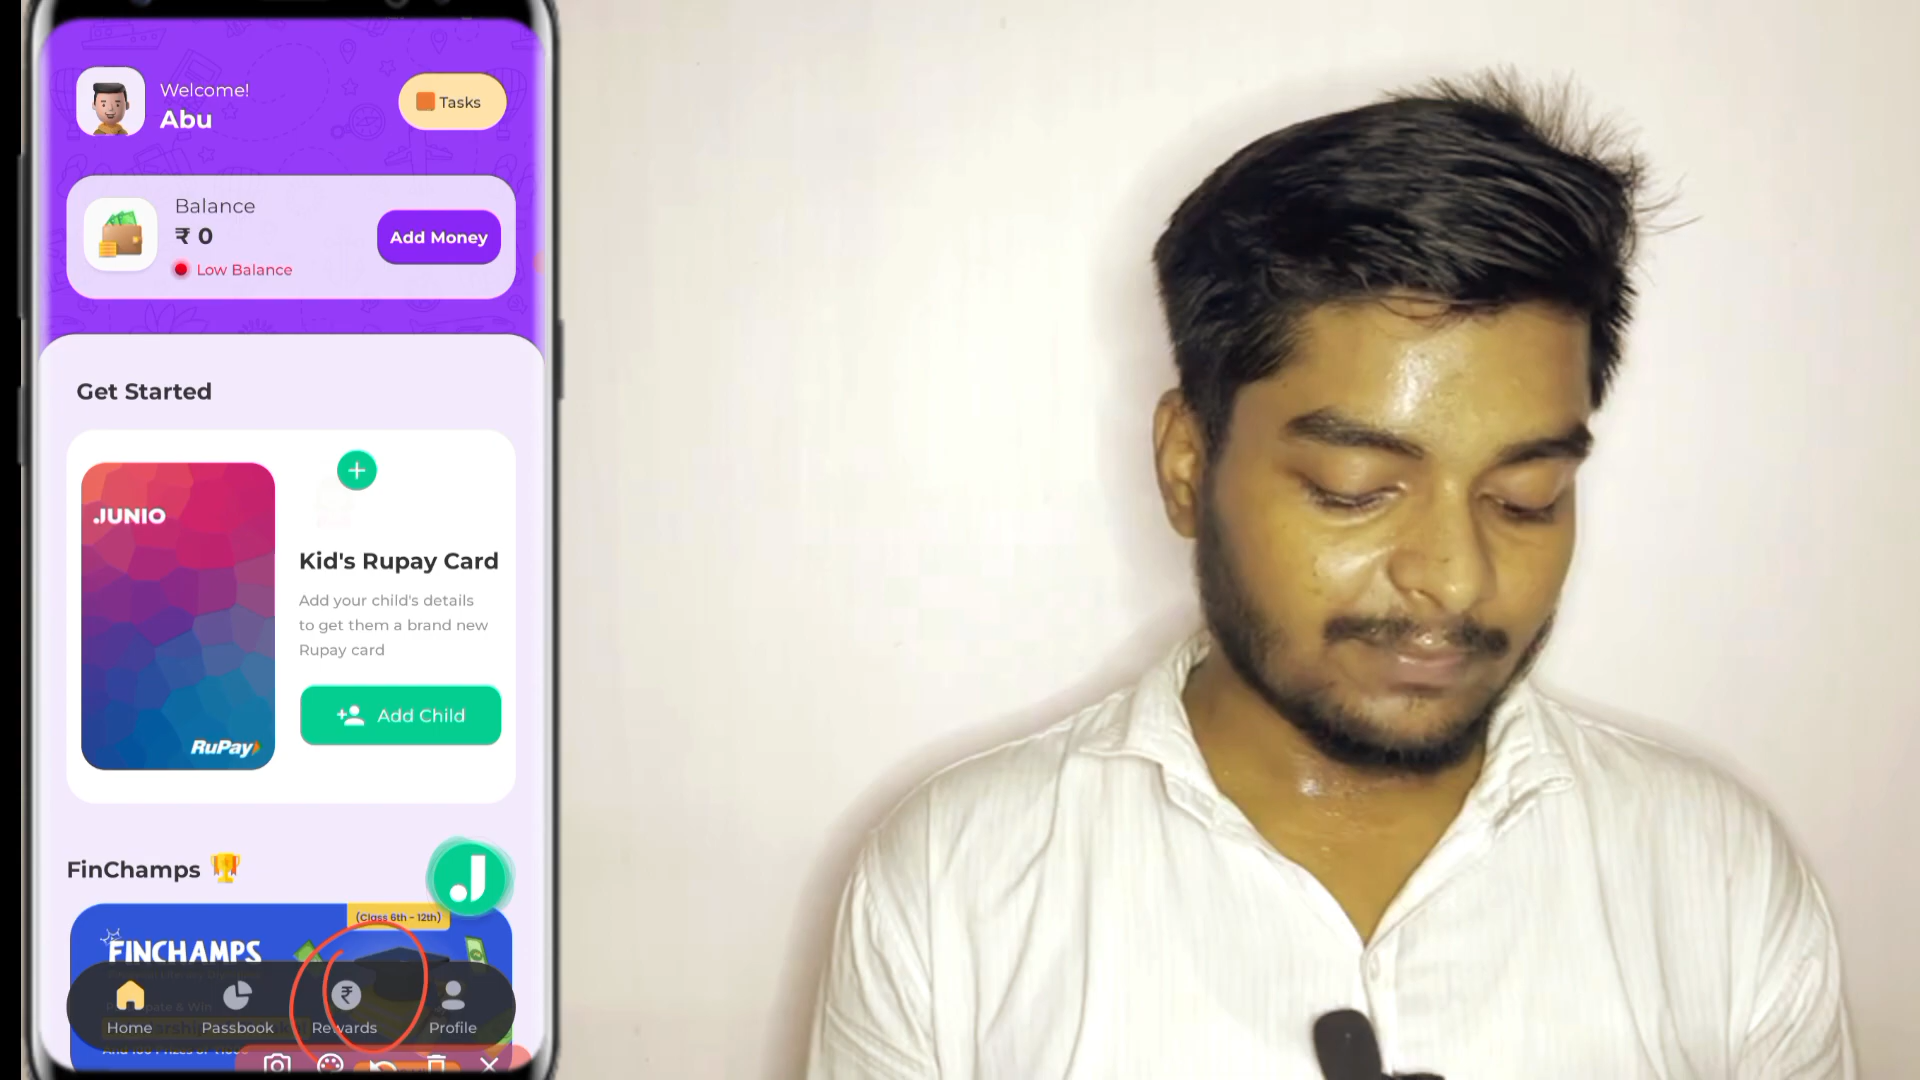 Welcome!
Abu
Tasks
Balance
₹ 0
Low Balance
Add Money
Get Started
.JUNIO
RuPay
Kid's Rupay Card
Add your child's details
to get them a brand new
Rupay card
Add Child
FinChamps
(Class 6th - 12th)
FINCHAMPS
Home
Passbook
Rewards
Profile